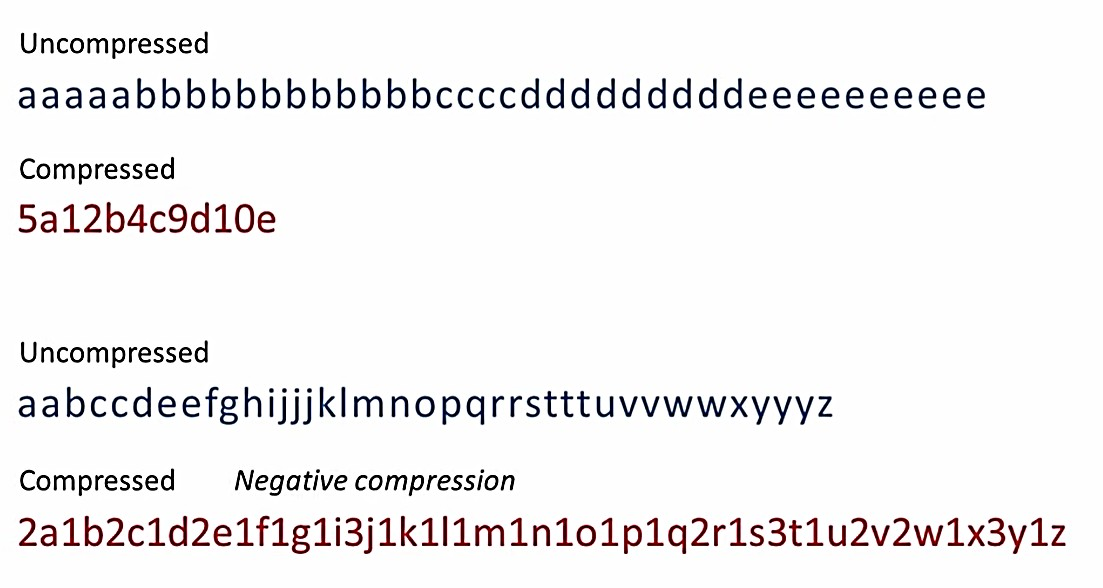 Uncompressed
aaaaabbbbbbbbbbbbccccdddddddddeeeeeeeeee
Compressed
5a12b4c9d10e
Uncompressed
aabccdeefghijjjklmnopqrrstttuvvwwxyyyz
Compressed Negative compression
2a1b2c1d2e1f1g1i3j1k1l1m1n1o1p1q2r1s3t1u2v2w1x3y1z